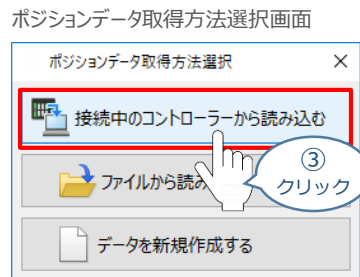 ポジションデータ取得方法選択画面
ポジションデータ取得方法選択
接続中のコントローラーから読み込む
ファイルから読み
③
クリック
データを新規作成する